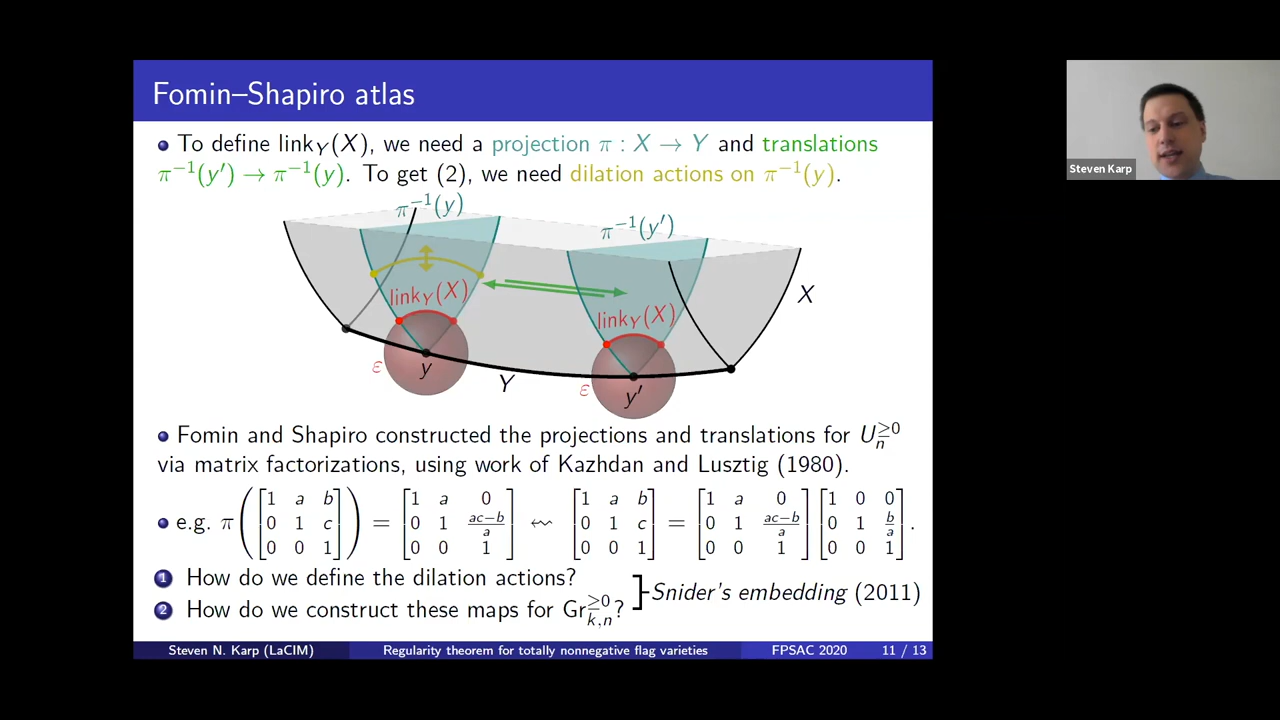 Fomin–Shapiro atlas
• To define link_Y(X), we need a projection π : X → Y and translations
π⁻¹(y′) → π⁻¹(y). To get (2), we need dilation actions on π⁻¹(y).
π⁻¹(y)
π⁻¹(y′)
link_Y(X)
link_Y(X)
X
ε
y
Y
ε
y′
• Fomin and Shapiro constructed the projections and translations for U_n^{≥0}
via matrix factorizations, using work of Kazhdan and Lusztig (1980).
• e.g. π([1 a b; 0 1 c; 0 0 1]) = [1 a 0; 0 1 (ac−b)/a; 0 0 1] ↭ [1 a b; 0 1 c; 0 0 1] = [1 a 0; 0 1 (ac−b)/a; 0 0 1] [1 0 0; 0 1 b/a; 0 0 1].
1 How do we define the dilation actions?
2 How do we construct these maps for Gr_{k,n}^{≥0}?
Snider's embedding (2011)
Steven N. Karp (LaCIM) Regularity theorem for totally nonnegative flag varieties FPSAC 2020 11 / 13
Steven Karp